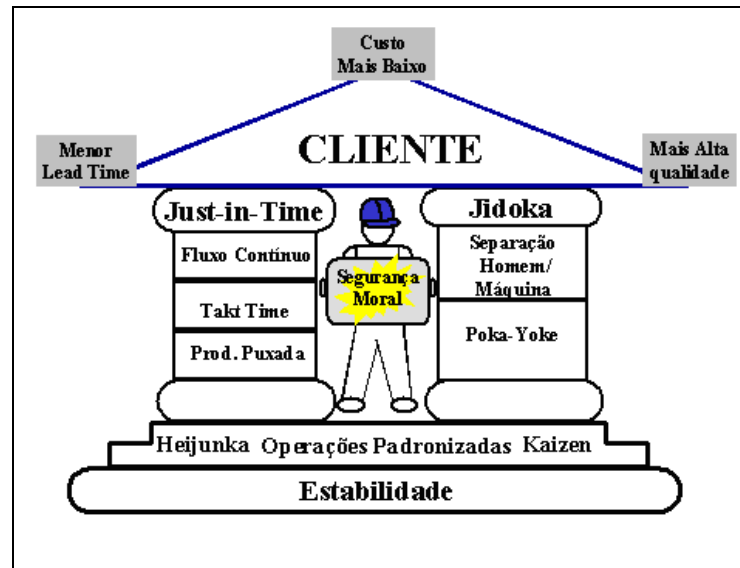 Custo
Mais Baixo
CLIENTE
Menor
Lead Time
Mais Alta
qualidade
Just-in-Time
Jidoka
Fluxo Contínuo
Takt Time
Prod. Puxada
Segurança
Moral
Separação
Homem/
Máquina
Poka-Yoke
Heijunka Operações Padronizadas Kaizen
Estabilidade